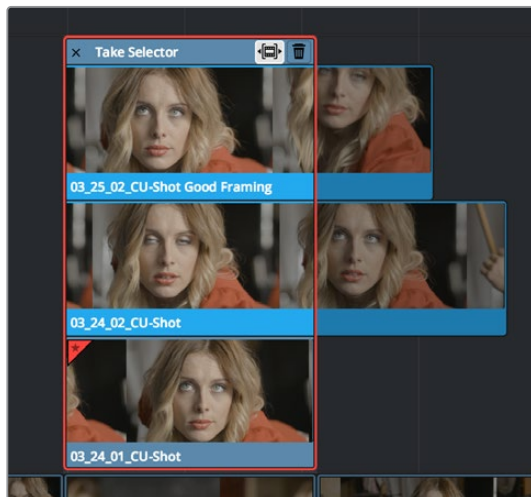 × Take Selector
03_25_02_CU-Shot Good Framing
03_24_02_CU-Shot
03_24_01_CU-Shot